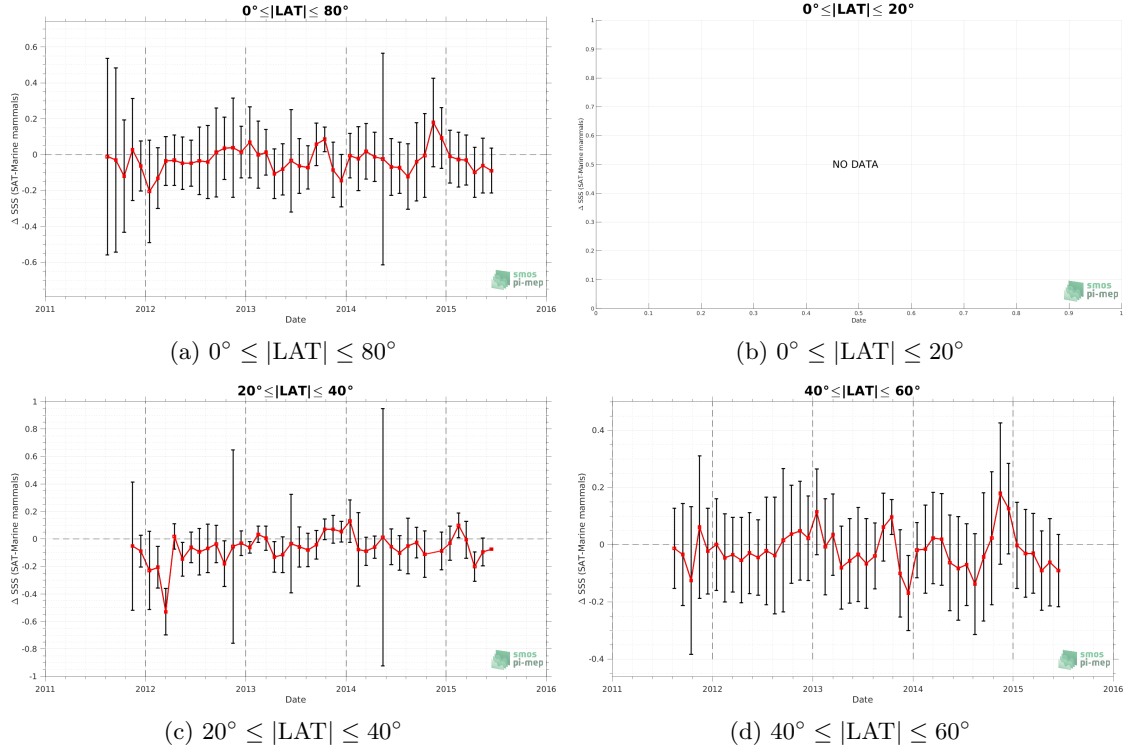 0°≤|LAT|≤ 80°
Δ SSS (SAT-Marine mammals)
0.6
0.4
0.2
0
-0.2
-0.4
-0.6
2011
2012
2013
2014
2015
2016
Date
smos
pi-mep
(a) 0° ≤ |LAT| ≤ 80°
0°≤|LAT|≤ 20°
Δ SSS (SAT-Marine mammals)
1
0.9
0.8
0.7
0.6
0.5
0.4
0.3
0.2
0.1
0
NO DATA
0
0.1
0.2
0.3
0.4
0.5
0.6
0.7
0.8
0.9
1
Date
smos
pi-mep
(b) 0° ≤ |LAT| ≤ 20°
20°≤|LAT|≤ 40°
Δ SSS (SAT-Marine mammals)
1
0.8
0.6
0.4
0.2
0
-0.2
-0.4
-0.6
-0.8
-1
2011
2012
2013
2014
2015
2016
Date
smos
pi-mep
(c) 20° ≤ |LAT| ≤ 40°
40°≤|LAT|≤ 60°
Δ SSS (SAT-Marine mammals)
0.4
0.2
0
-0.2
-0.4
2011
2012
2013
2014
2015
2016
Date
smos
pi-mep
(d) 40° ≤ |LAT| ≤ 60°